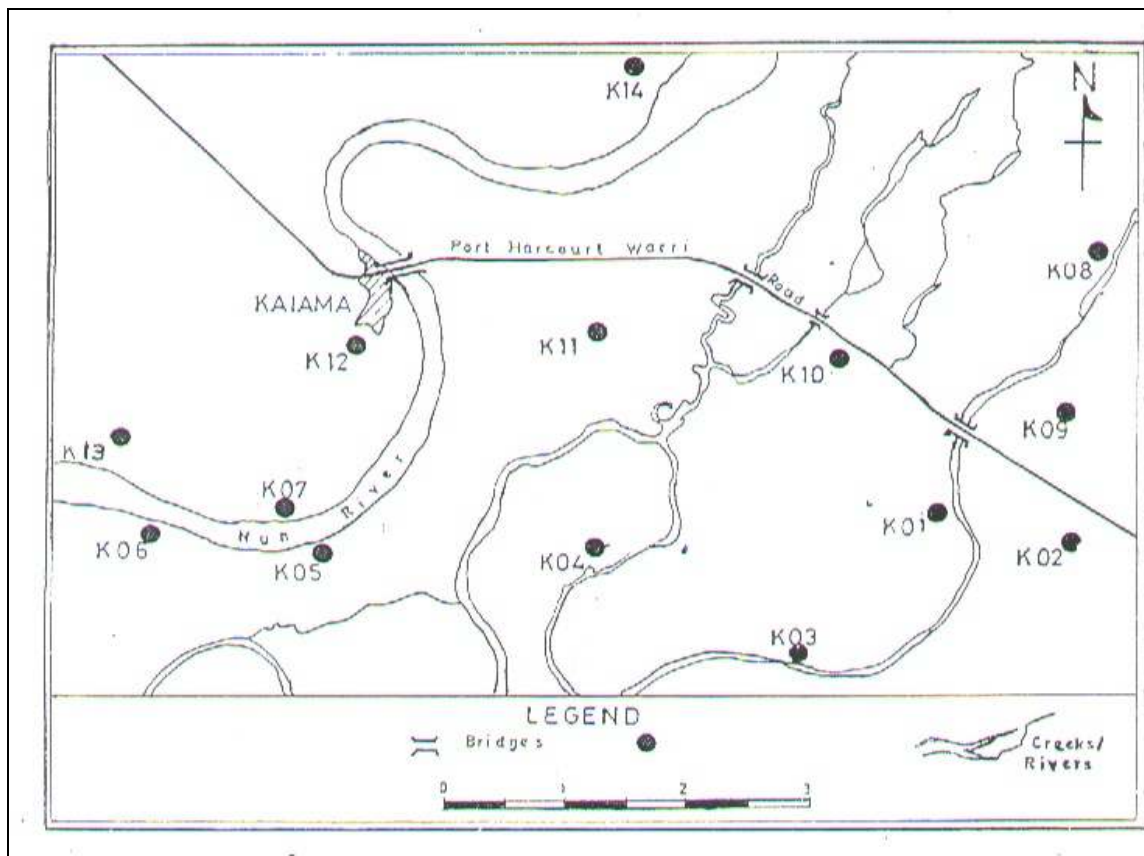 K14
N
Port Harcourt Warri
Road
K08
KAIAMA
K11
K12
K10
K09
K13
K07
K01
Nun River
K06
K05
K04
K02
K03
LEGEND
Bridges
Creeks/
Rivers
0 1 2 3